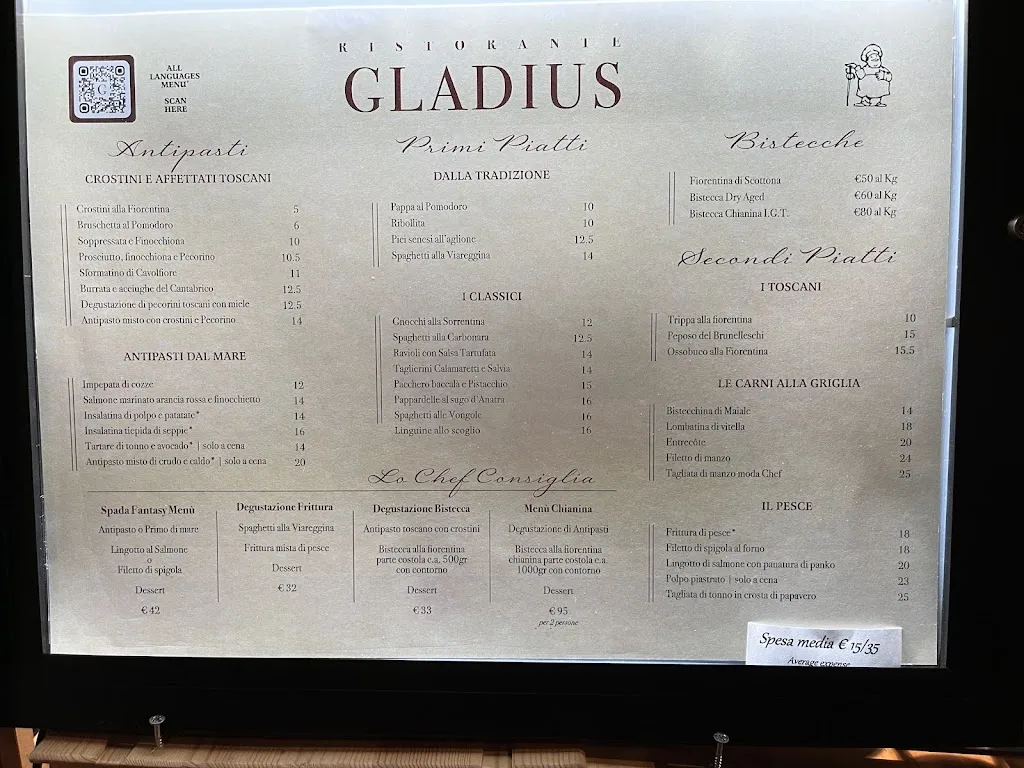 ALL
LANGUAGES
MENU'
SCAN
HERE
RISTORANTE
GLADIUS
Antipasti
CROSTINI E AFFETTATI TOSCANI
Crostini alla Fiorentina 5
Bruschetta al Pomodoro 6
Soppressata e Finocchiona 10
Prosciutto, finocchiona e Pecorino 10.5
Sformatino di Cavolfiore 11
Burrata e acciughe del Cantabrico 12.5
Degustazione di pecorini toscani con miele 12.5
Antipasto misto con crostini e Pecorino 14
ANTIPASTI DAL MARE
Impepata di cozze 12
Salmone marinato arancia rossa e finocchietto 14
Insalatina di polpo e patatate* 14
Insalatina tiepida di seppie* 16
Tartare di tonno e avocado* | solo a cena 14
Antipasto misto di crudo e caldo* | solo a cena 20
Primi Piatti
DALLA TRADIZIONE
Pappa al Pomodoro 10
Ribollita 10
Pici senesi all'aglione 12.5
Spaghetti alla Viareggina 14
I CLASSICI
Gnocchi alla Sorrentina 12
Spaghetti alla Carbonara 12.5
Ravioli con Salsa Tartufata 14
Taglierini Calamaretti e Salvia 14
Pacchero baccala e Pistacchio 15
Pappardelle al sugo d'Anatra 16
Spaghetti alle Vongole 16
Linguine allo scoglio 16
Bistecche
Fiorentina di Scottona €50 al Kg
Bistecca Dry Aged €60 al Kg
Bistecca Chianina I.G.T. €80 al Kg
Secondi Piatti
I TOSCANI
Trippa alla fiorentina 10
Peposo del Brunelleschi 15
Ossobuco alla Fiorentina 15.5
LE CARNI ALLA GRIGLIA
Bistecchina di Maiale 14
Lombatina di vitella 18
Entrecôte 20
Filetto di manzo 24
Tagliata di manzo moda Chef 25
IL PESCE
Frittura di pesce* 18
Filetto di spigola al forno 18
Lingotto di salmone con panatura di panko 20
Polpo piastrato | solo a cena 23
Tagliata di tonno in crosta di papavero 25
Lo Chef Consiglia
Spada Fantasy Menù
Antipasto o Primo di mare
Lingotto al Salmone
o
Filetto di spigola
Dessert
€ 42
Degustazione Frittura
Spaghetti alla Viareggina
Frittura mista di pesce
Dessert
€ 32
Degustazione Bistecca
Antipasto toscano con crostini
Bistecca alla fiorentina
parte costola c.a. 500gr
con contorno
Dessert
€ 33
Menù Chianina
Degustazione di Antipasti
Bistecca alla fiorentina
chianina parte costola c.a.
1000gr con contorno
Dessert
€ 95
per 2 persone
Spesa media € 15/35
Average expense